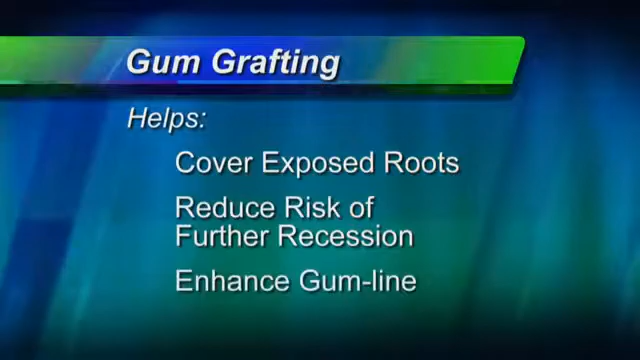 Gum Grafting
Helps:
Cover Exposed Roots
Reduce Risk of
Further Recession
Enhance Gum-line